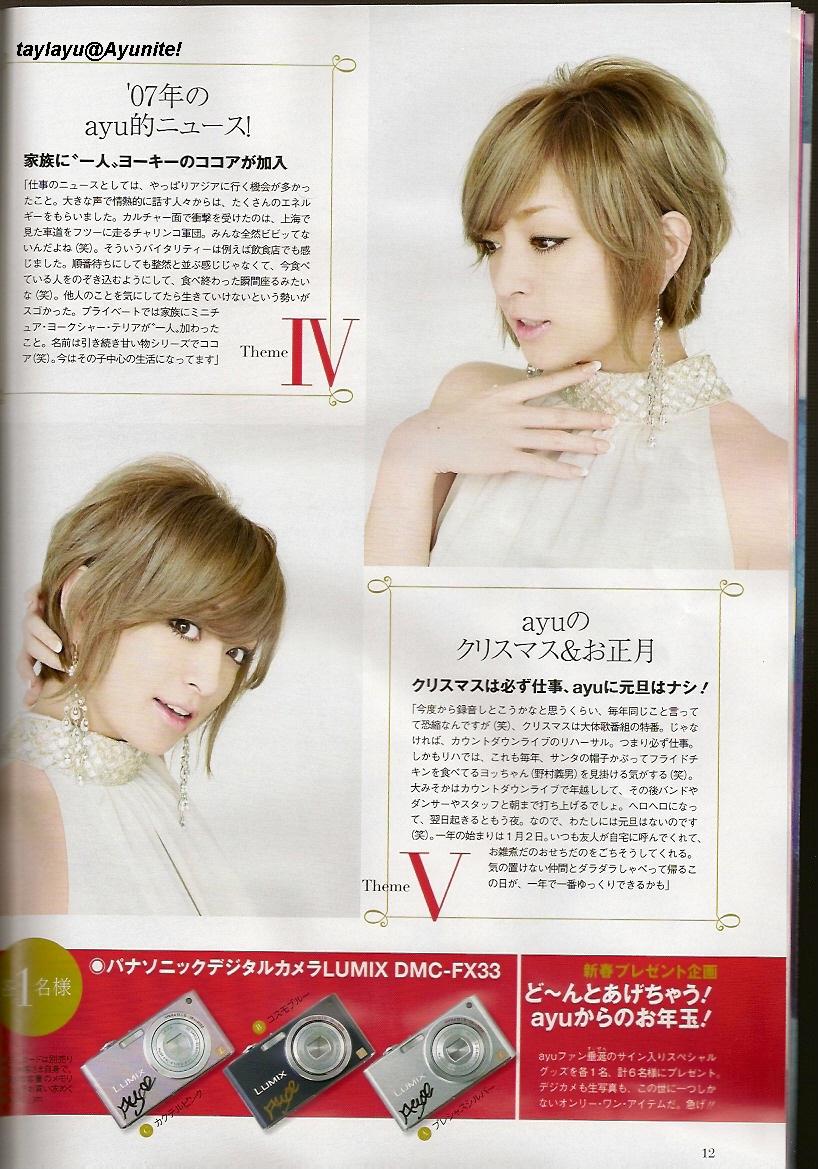 taylayu@Ayunite!
'07年の
ayu的ニュース!
家族に〝一人〟ヨーキーのココアが加入
「仕事のニュースとしては、やっぱりアジアに行く機会が多かっ
たこと。大きな声で情熱的に話す人々からは、たくさんのエネル
ギーをもらいました。カルチャー面で衝撃を受けたのは、上海で
見た車道をフツーに走るチャリンコ軍団。みんな全然ビビッてな
いんだよね（笑）。そういうバイタリティーは例えば飲食店でも感
じました。順番待ちにしても整然と並ぶ感じじゃなくて、今食べ
ている人をのぞき込むようにして、食べ終わった瞬間座るみたい
な（笑）。他人のことを気にしてたら生きていけないという勢いが
スゴかった。プライベートでは家族にミニチ
ュア・ヨークシャー・テリアが〝一人〟加わった
こと。名前は引き続き甘い物シリーズでココ
ア（笑）。今はその子中心の生活になってます」
Theme IV
ayuの
クリスマス&お正月
クリスマスは必ず仕事、ayuに元旦はナシ！
「今度から録音しとこうかなと思うくらい、毎年同じこと言って
て恐縮なんですが（笑）、クリスマスは大体歌番組の特番。じゃな
ければ、カウントダウンライブのリハーサル。つまり必ず仕事。
しかもリハでは、これも毎年、サンタの帽子かぶってフライドチ
キンを食べてるヨッちゃん（野村義男）を見掛ける気がする（笑）。
大みそかはカウントダウンライブで年越しして、その後バンドや
ダンサーやスタッフと朝まで打ち上げるでしょ。ヘロヘロになっ
て、翌日起きるともう夜。なので、わたしには元旦はないのです
（笑）。一年の始まりは１月２日。いつも友人が自宅に呼んでくれて、
お雑煮だのおせちだのをごちそうしてくれる。
気の置けない仲間とダラダラしゃべって帰るこ
の日が、一年で一番ゆっくりできるかも」
Theme V
1名様
◎パナソニックデジタルカメラLUMIX DMC-FX33
LUMIX
カクテルピンク
C
B
コスモブルー
LUMIX
LUMIX
プレシャスシルバー
A
新春プレゼント企画
ど〜んとあげちゃう！
ayuからのお年玉！
ayuファン垂涎のサイン入りスペシャル
グッズを各１名、計６名様にプレゼント。
デジカメも生写真も、この世に一つしか
ないオンリー・ワン・アイテムだ。急げ!!
12